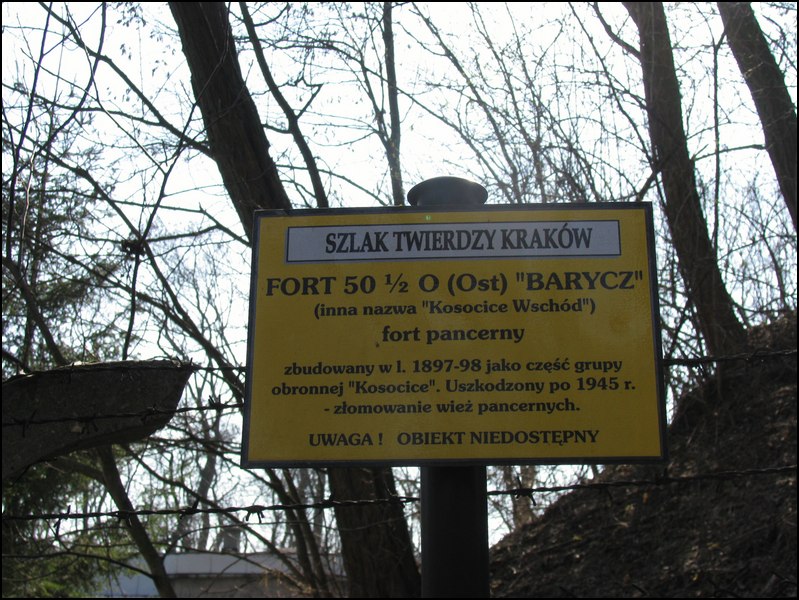 SZLAK TWIERDZY KRAKÓW
FORT 50 ½ O (Ost) "BARYCZ"
(inna nazwa "Kosocice Wschód")
fort pancerny
zbudowany w l. 1897-98 jako część grupy
obronnej "Kosocice". Uszkodzony po 1945 r.
- złomowanie wież pancernych.
UWAGA ! OBIEKT NIEDOSTĘPNY